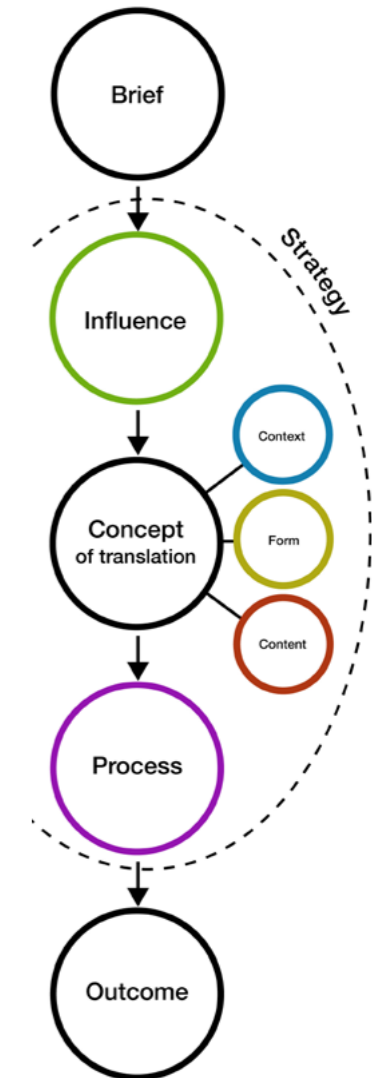 Brief
Strategy
Influence
Context
Concept
of translation
Form
Content
Process
Outcome